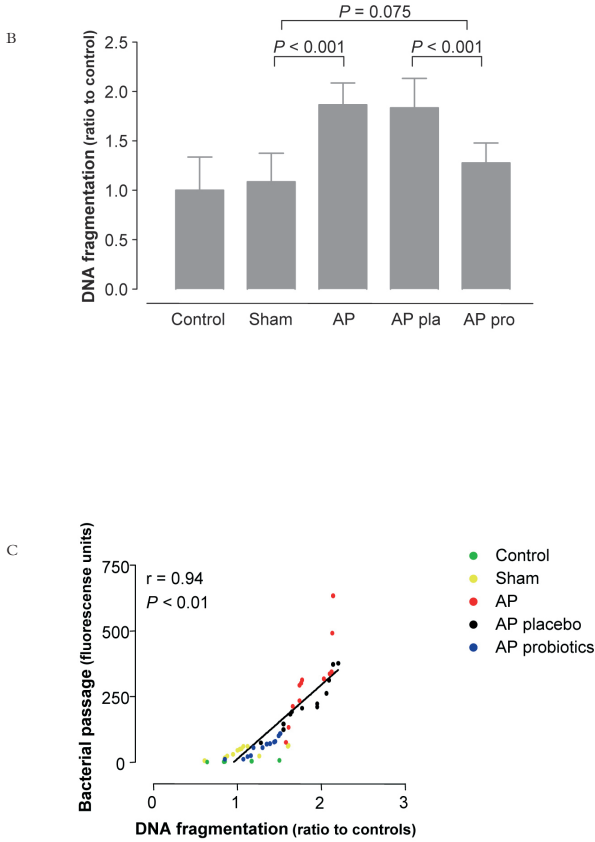 B
P = 0.075
P < 0.001 P < 0.001
DNA fragmentation (ratio to control)
2.5
2.0
1.5
1.0
0.5
0.0
Control Sham AP AP pla AP pro
C
Bacterial passage (fluorescense units)
750
500
250
0
r = 0.94
P < 0.01
Control
Sham
AP
AP placebo
AP probiotics
0 1 2 3
DNA fragmentation (ratio to controls)